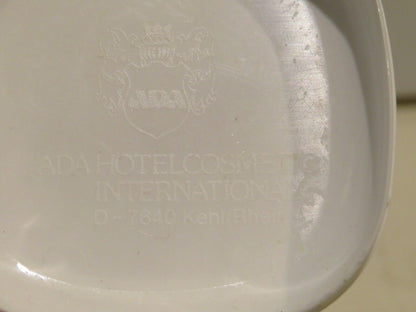 ADA
ADA HOTELCOSMETIC
INTERNATIONAL
D-7640 Kehl/Rhein